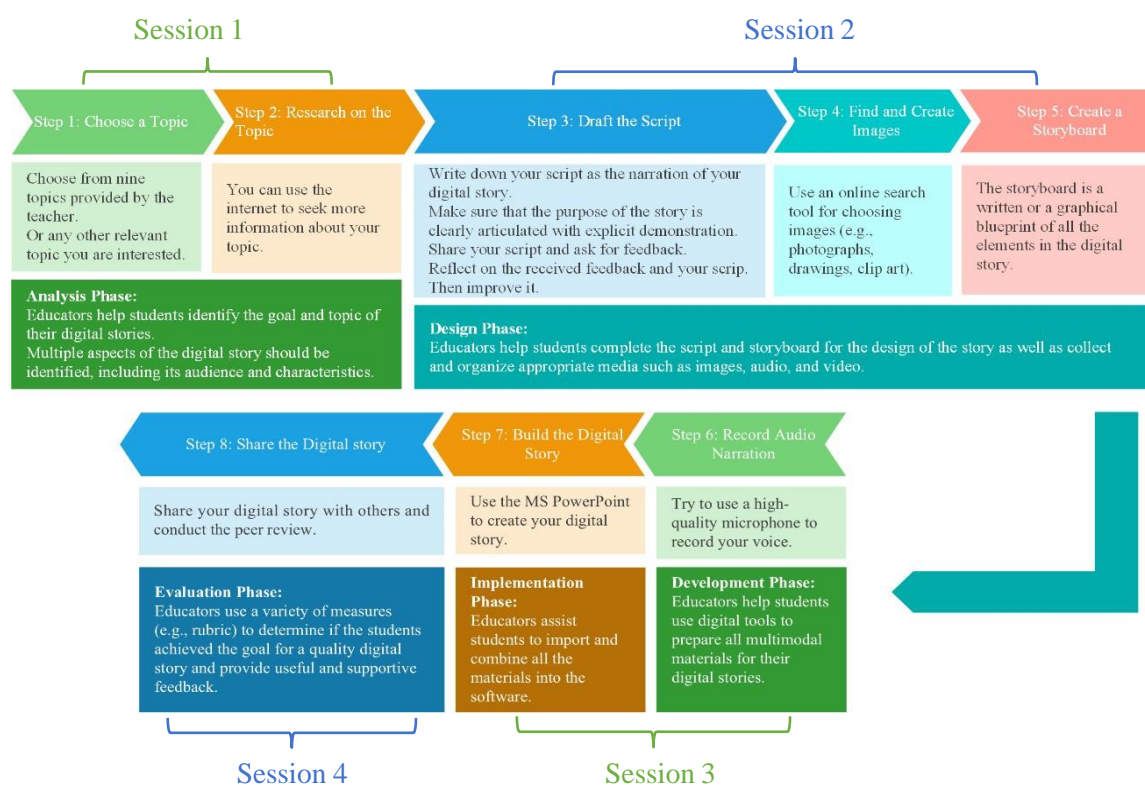 Session 1
Session 2
Step 1: Choose a Topic
Step 2: Research on the
Topic
Step 3: Draft the Script
Step 4: Find and Create
Images
Step 5: Create a
Storyboard
Choose from nine
topics provided by the
teacher.
Or any other relevant
topic you are interested.
You can use the
internet to seek more
information about your
topic.
Write down your script as the narration of your
digital story.
Make sure that the purpose of the story is
clearly articulated with explicit demonstration.
Share your script and ask for feedback.
Reflect on the received feedback and your scrip.
Then improve it.
Use an online search
tool for choosing
images (e.g.,
photographs,
drawings, clip art).
The storyboard is a
written or a graphical
blueprint of all the
elements in the digital
story.
Analysis Phase:
Educators help students identify the goal and topic of
their digital stories.
Multiple aspects of the digital story should be
identified, including its audience and characteristics.
Design Phase:
Educators help students complete the script and storyboard for the design of the story as well as collect
and organize appropriate media such as images, audio, and video.
Step 8: Share the Digital story
Step 7: Build the Digital
Story
Step 6: Record Audio
Narration
Share your digital story with others and
conduct the peer review.
Use the MS PowerPoint
to create your digital
story.
Try to use a high-
quality microphone to
record your voice.
Evaluation Phase:
Educators use a variety of measures
(e.g., rubric) to determine if the students
achieved the goal for a quality digital
story and provide useful and supportive
feedback.
Implementation
Phase:
Educators assist
students to import and
combine all the
materials into the
software.
Development Phase:
Educators help students
use digital tools to
prepare all multimodal
materials for their
digital stories.
Session 4
Session 3